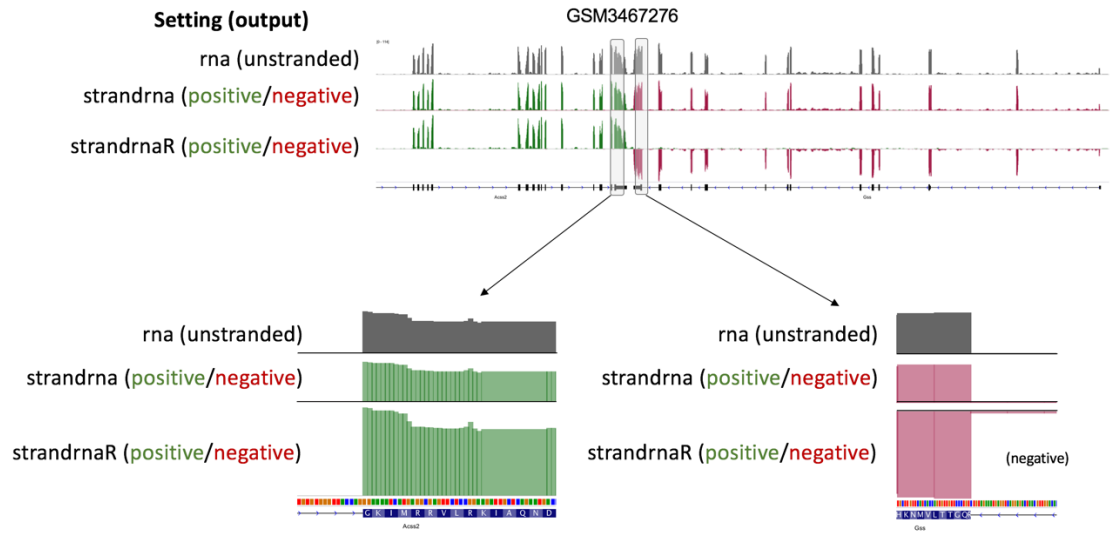 Setting (output)
GSM3467276
rna (unstranded)
strandrna (positive/negative)
strandrnaR (positive/negative)
Acss2
Gss
rna (unstranded)
strandrna (positive/negative)
strandrnaR (positive/negative)
G K I M R R V L R K I A Q N D
Acss2
rna (unstranded)
strandrna (positive/negative)
strandrnaR (positive/negative)
(negative)
H K N M V L T T G
Gss